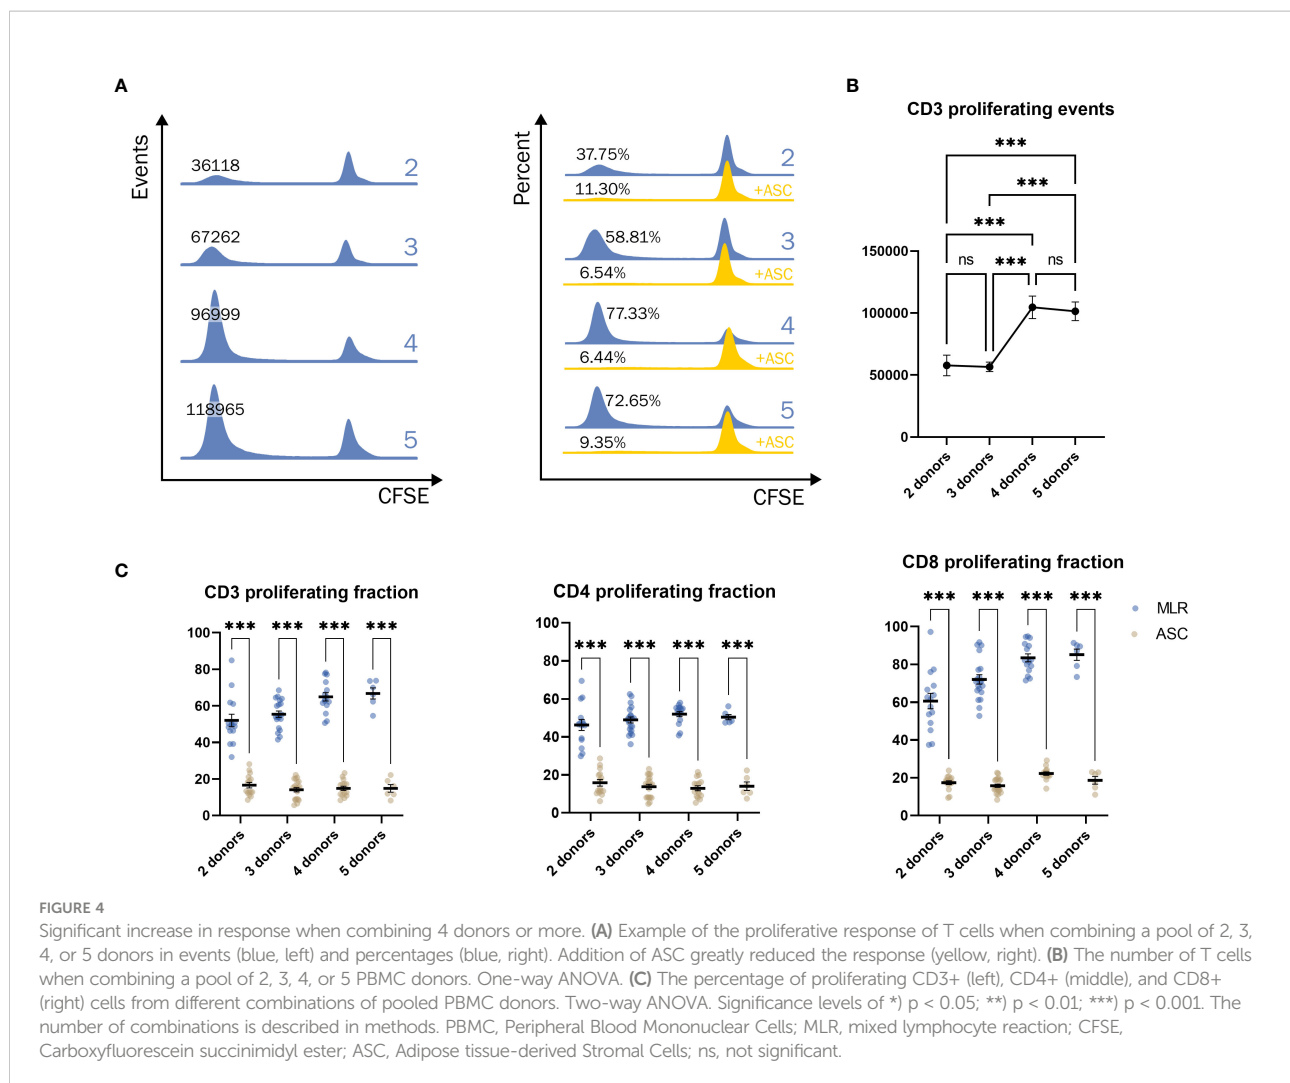 A
Events
36118
2
67262
3
96999
4
118965
5
CFSE
Percent
37.75%
2
11.30%
+ASC
58.81%
3
6.54%
+ASC
77.33%
4
6.44%
+ASC
72.65%
5
9.35%
+ASC
CFSE
B
CD3 proliferating events
***
***
***
ns
***
ns
150000
100000
50000
0
2 donors
3 donors
4 donors
5 donors
C
CD3 proliferating fraction
*** *** *** ***
100
80
60
40
20
0
2 donors
3 donors
4 donors
5 donors
CD4 proliferating fraction
*** *** *** ***
100
80
60
40
20
0
2 donors
3 donors
4 donors
5 donors
CD8 proliferating fraction
*** *** *** ***
100
80
60
40
20
0
2 donors
3 donors
4 donors
5 donors
MLR
ASC
FIGURE 4
Significant increase in response when combining 4 donors or more. (A) Example of the proliferative response of T cells when combining a pool of 2, 3,
4, or 5 donors in events (blue, left) and percentages (blue, right). Addition of ASC greatly reduced the response (yellow, right). (B) The number of T cells
when combining a pool of 2, 3, 4, or 5 PBMC donors. One-way ANOVA. (C) The percentage of proliferating CD3+ (left), CD4+ (middle), and CD8+
(right) cells from different combinations of pooled PBMC donors. Two-way ANOVA. Significance levels of *) p < 0.05; **) p < 0.01; ***) p < 0.001. The
number of combinations is described in methods. PBMC, Peripheral Blood Mononuclear Cells; MLR, mixed lymphocyte reaction; CFSE,
Carboxyfluorescein succinimidyl ester; ASC, Adipose tissue-derived Stromal Cells; ns, not significant.